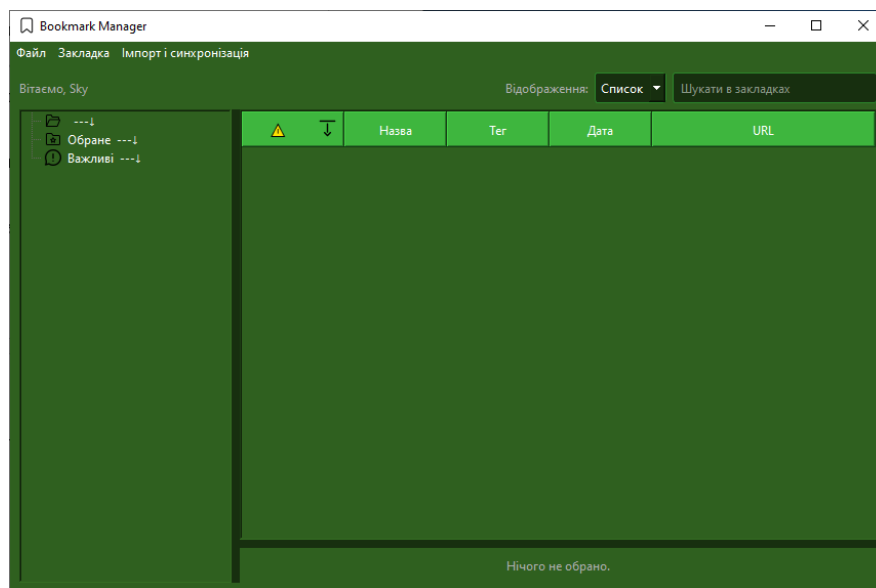 Bookmark Manager
Файл Закладка Імпорт і синхронізація
Вітаємо, Sky Відображення: Список Шукати в закладках
---↓
Обране ---↓
Важливі ---↓
Назва Тег Дата URL
Нічого не обрано.